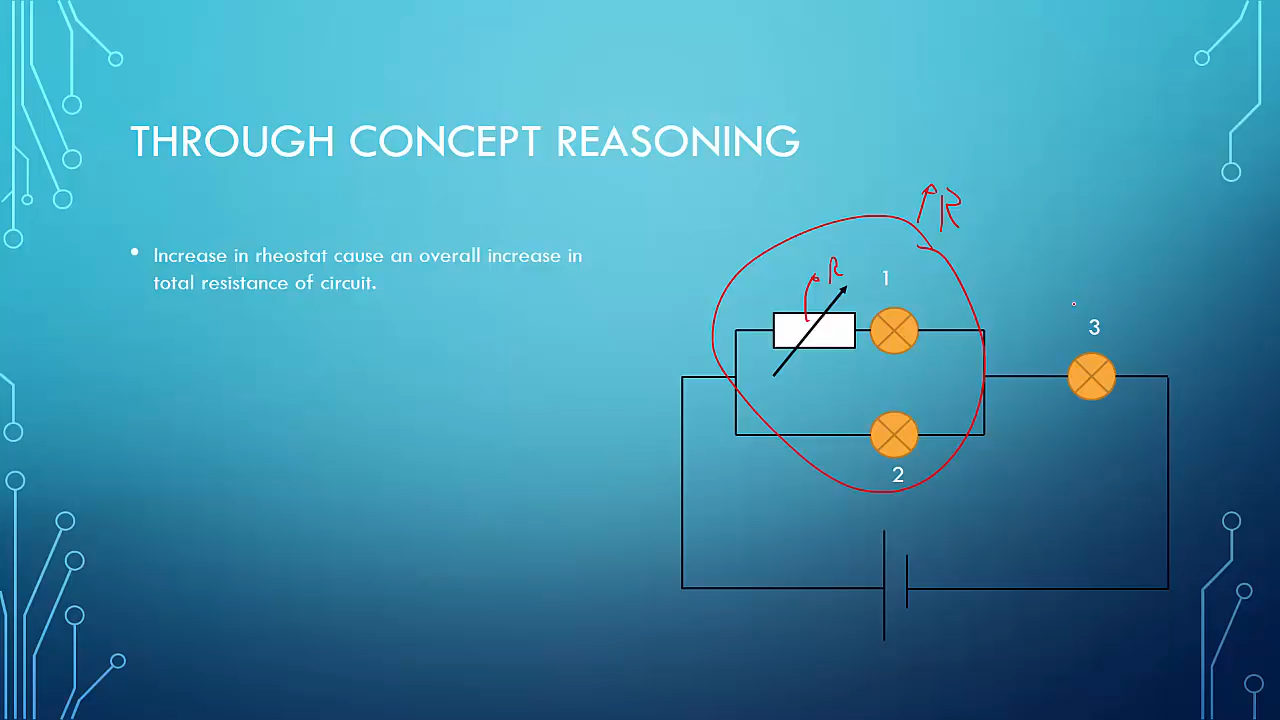 THROUGH CONCEPT REASONING
• Increase in rheostat cause an overall increase in
total resistance of circuit.
↑R
R
1
3
2